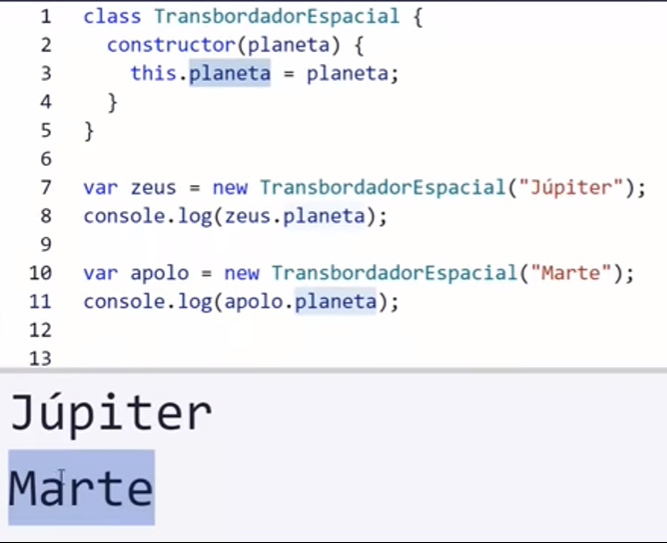 1 class TransbordadorEspacial {
2 constructor(planeta) {
3 this.planeta = planeta;
4 }
5 }
6
7 var zeus = new TransbordadorEspacial("Júpiter");
8 console.log(zeus.planeta);
9
10 var apolo = new TransbordadorEspacial("Marte");
11 console.log(apolo.planeta);
12
13
Júpiter
Marte